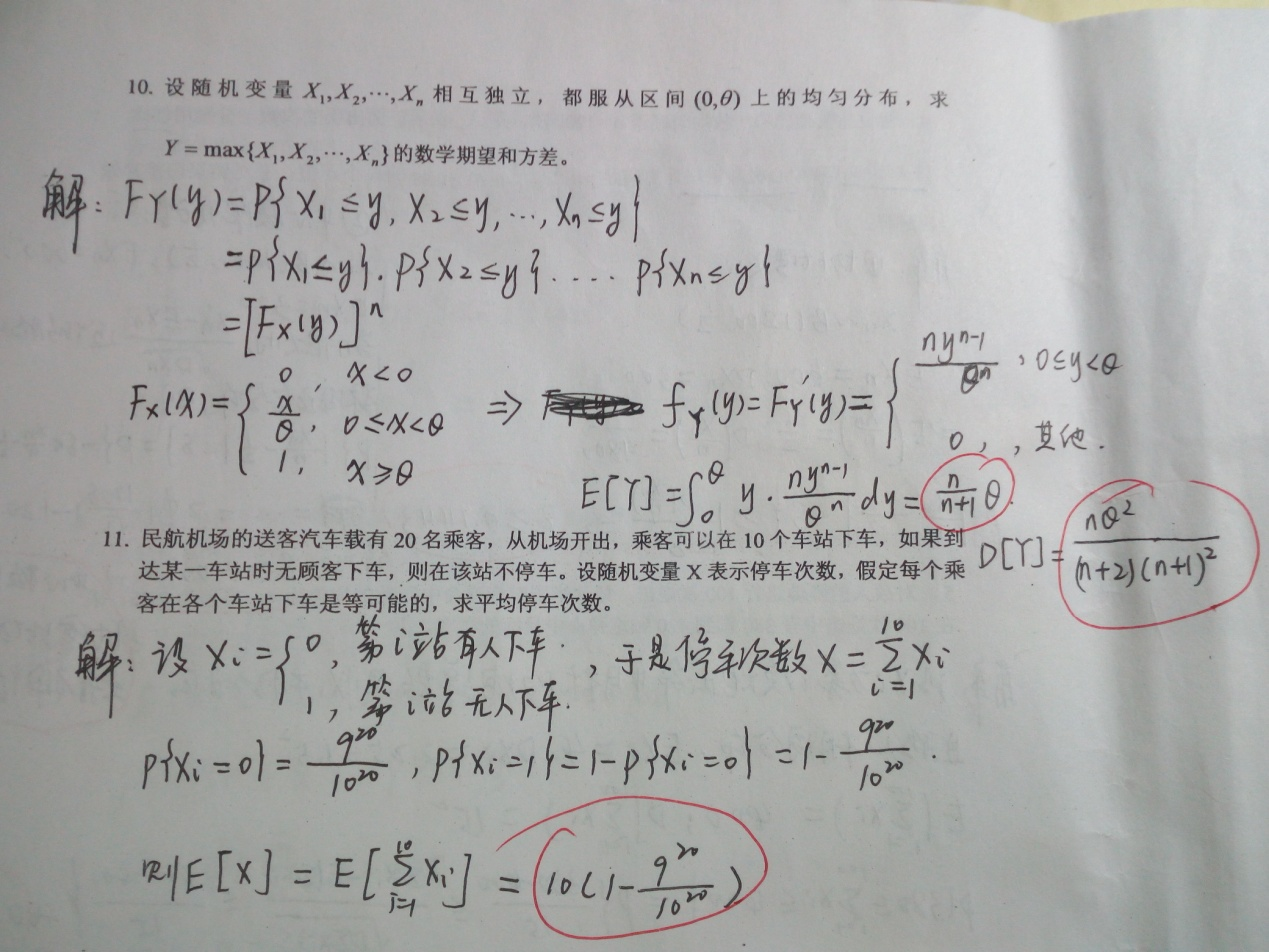 10. 设随机变量 X₁,X₂,⋯,Xₙ 相互独立，都服从区间 (0,θ) 上的均匀分布，求
Y = max{X₁,X₂,⋯,Xₙ}的数学期望和方差。
解: F_Y(y)=P{X₁≤y, X₂≤y, ..., Xₙ≤y}
=P{X₁≤y}.P{X₂≤y}.....P{Xₙ≤y}
=[F_X(y)]ⁿ
F_X(x)={0, x<0; x/θ, 0≤x<θ; 1, x≥θ ⇒ f_Y(y)=F_Y'(y)={nyⁿ⁻¹/θⁿ, 0≤y<θ; 0, , 其他.
E[Y]=∫₀^θ y·nyⁿ⁻¹/θⁿ dy=n/(n+1) θ.
D[Y]=nθ²/((n+2)(n+1)²)
11. 民航机场的送客汽车载有 20 名乘客，从机场开出，乘客可以在 10 个车站下车，如果到
达某一车站时无顾客下车，则在该站不停车。设随机变量 X 表示停车次数，假定每个乘
客在各个车站下车是等可能的，求平均停车次数。
解: 设 Xi={0, 第i站有人下车.; 1, 第i站无人下车. , 于是停车次数X=∑_{i=1}^{10} Xi
P{Xi=0}=9²⁰/10²⁰, P{Xi=1}=1-P{Xi=0}=1-9²⁰/10²⁰.
则E[X]=E[∑_{i=1}^{10} Xi]=10(1-9²⁰/10²⁰)